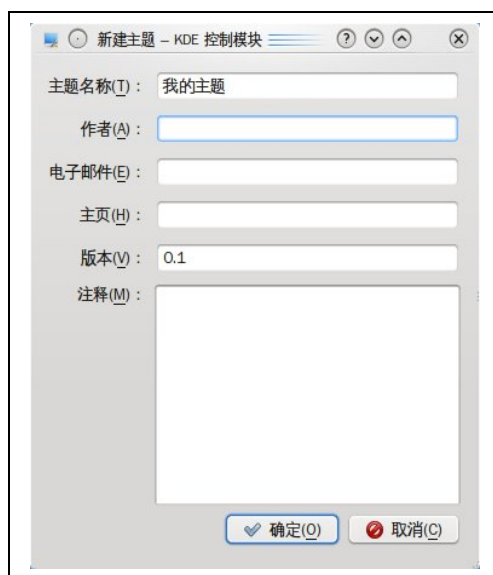 新建主题 – KDE 控制模块
主题名称(T)： 我的主题
作者(A)：
电子邮件(E)：
主页(H)：
版本(V)： 0.1
注释(M)：
确定(O) 取消(C)